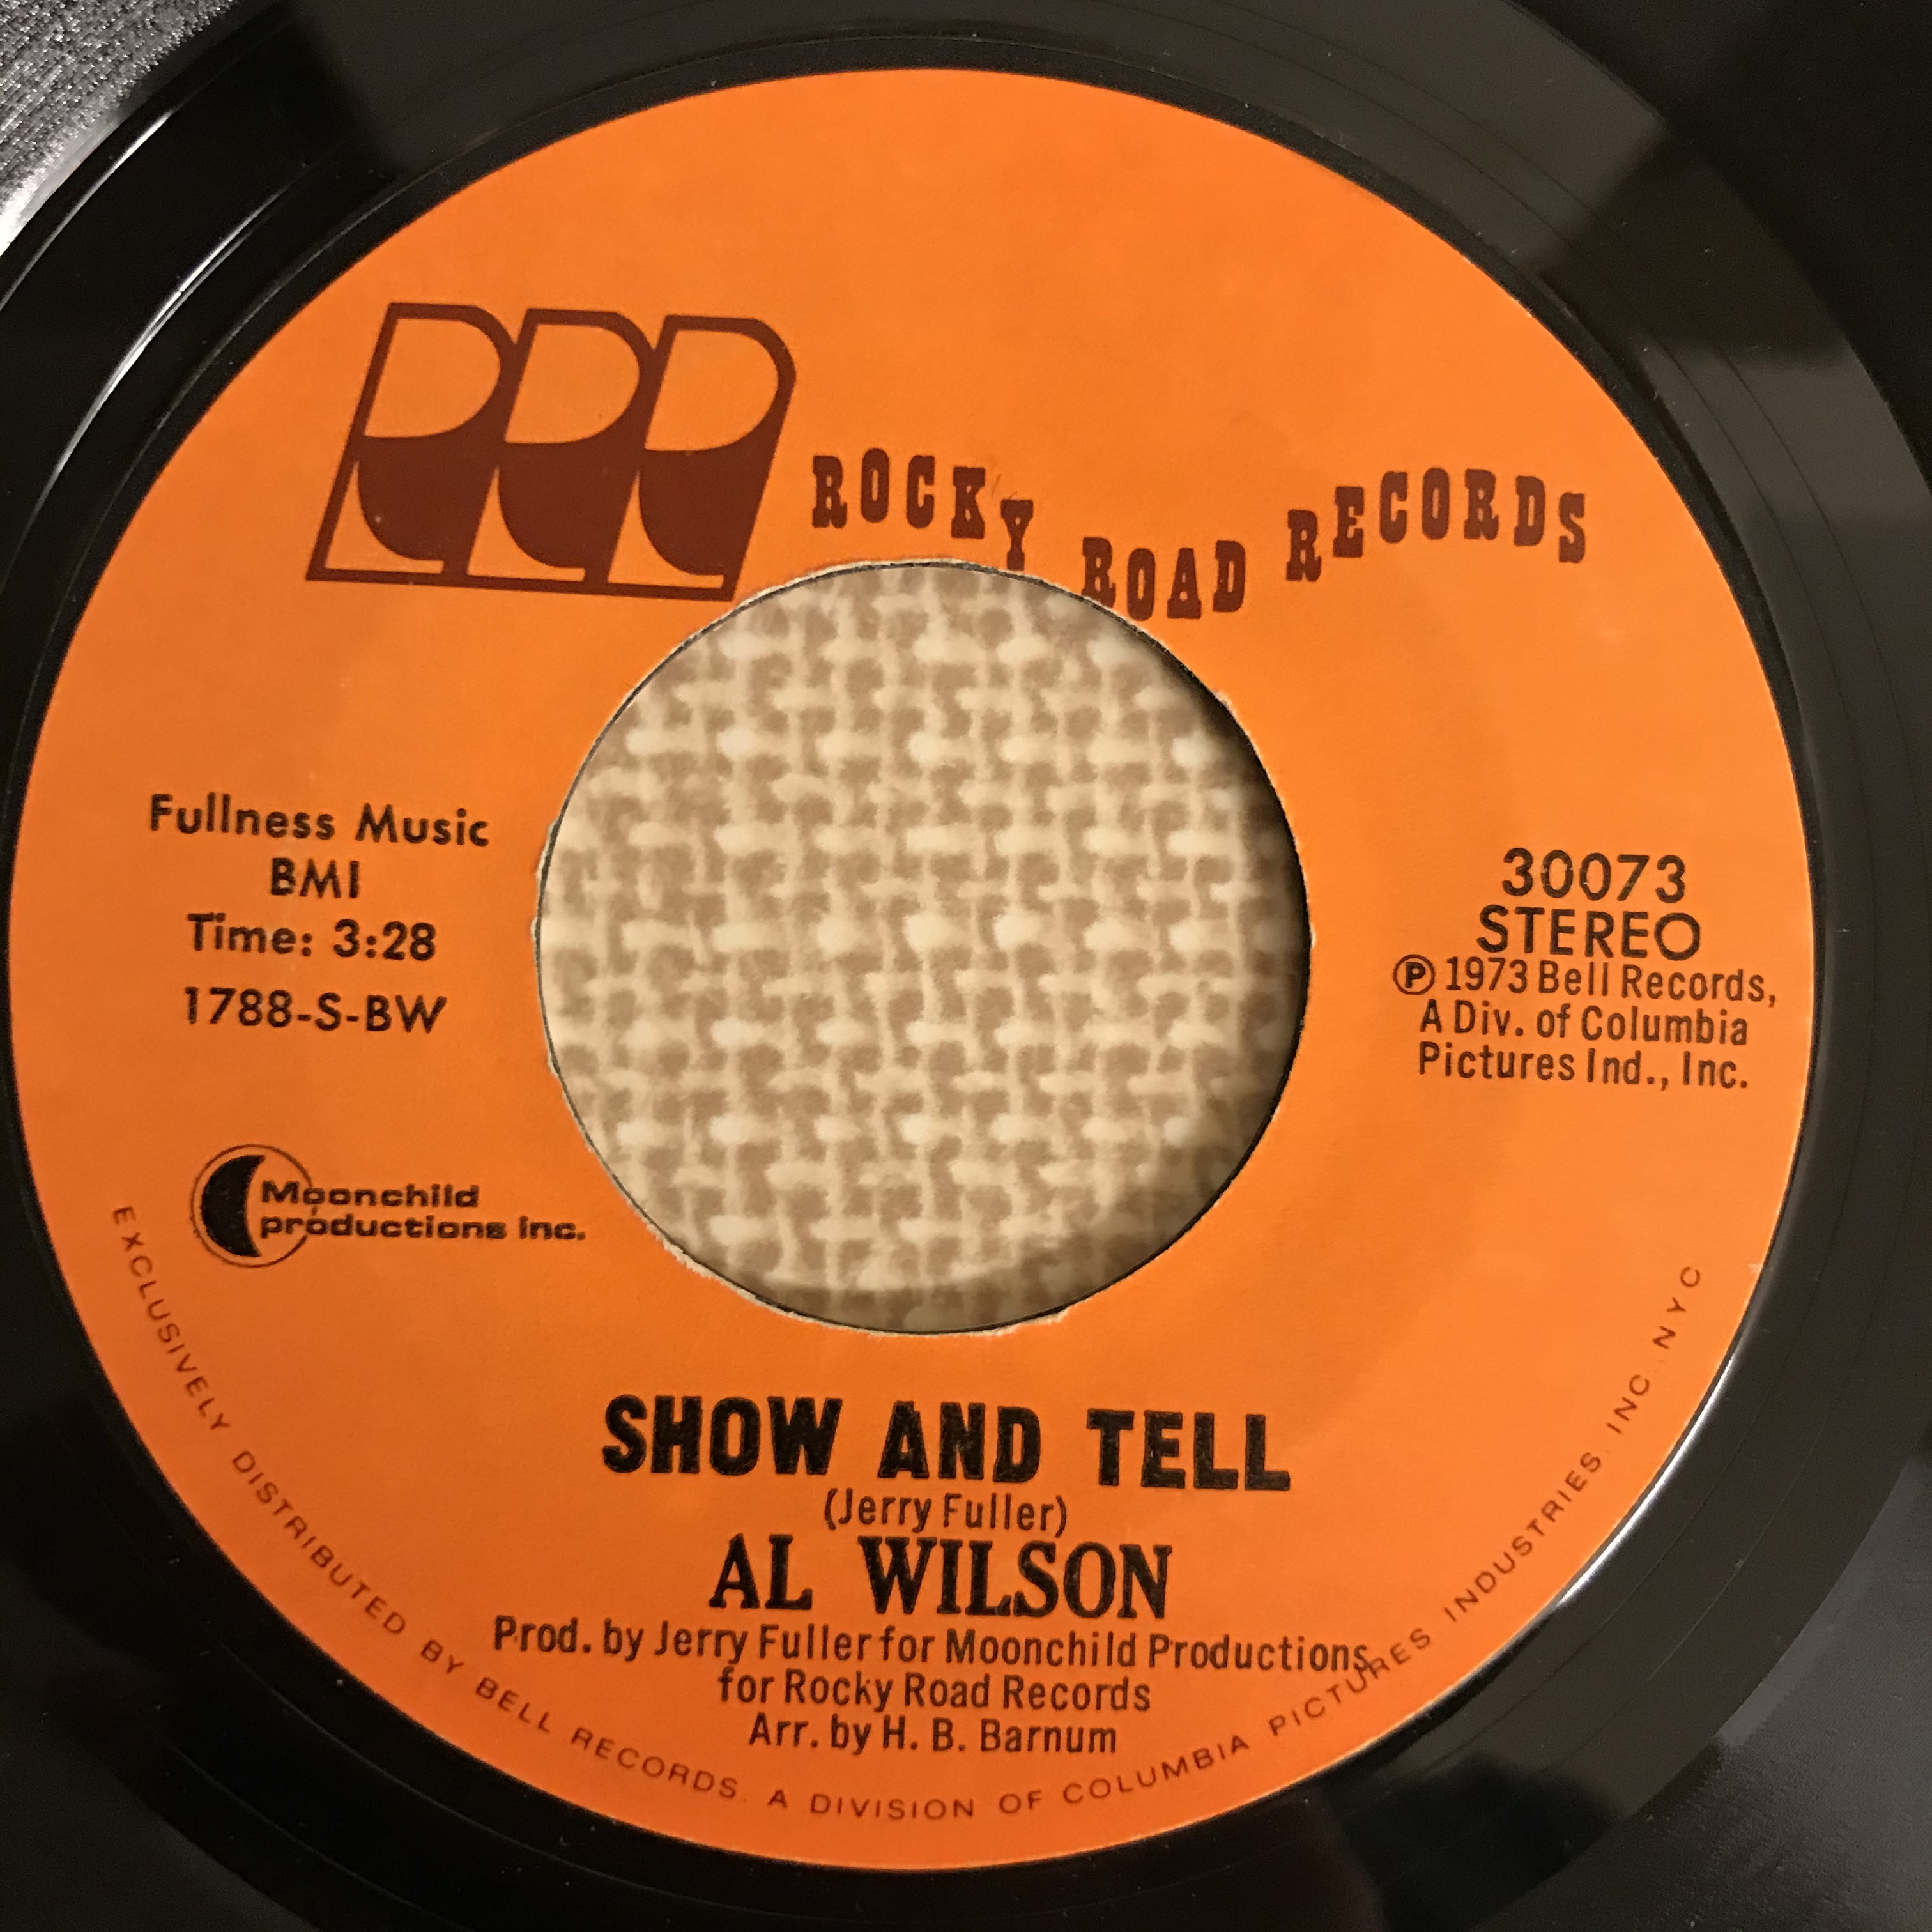 RRR
ROCKY ROAD RECORDS
Fullness Music
BMI
Time: 3:28
1788-S-BW
30073
STEREO
Ⓟ 1973 Bell Records,
A Div. of Columbia
Pictures Ind., Inc.
Moonchild
productions inc.
SHOW AND TELL
(Jerry Fuller)
AL WILSON
Prod. by Jerry Fuller for Moonchild Productions
for Rocky Road Records
Arr. by H. B. Barnum
EXCLUSIVELY DISTRIBUTED BY BELL RECORDS. A DIVISION OF COLUMBIA PICTURES INDUSTRIES. INC. NYC